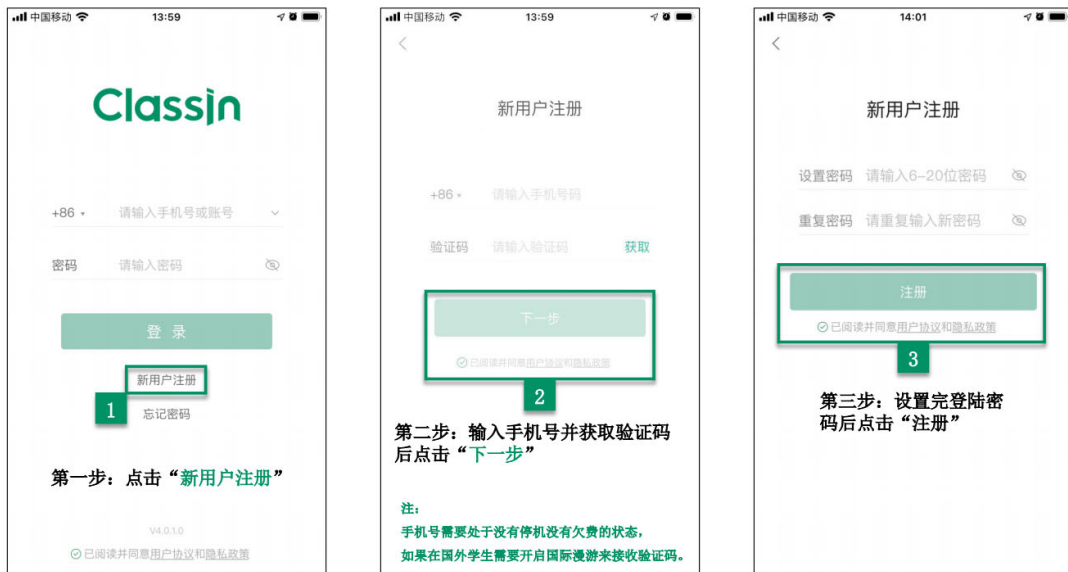 中国移动 13:59
Classin
+86 请输入手机号或账号
密码 请输入密码
登 录
新用户注册
1
忘记密码
第一步：点击“新用户注册”
V4.0.1.0
已阅读并同意用户协议和隐私政策
中国移动 13:59
新用户注册
+86 请输入手机号码
验证码 请输入验证码 获取
下一步
已阅读并同意用户协议和隐私政策
2
第二步：输入手机号并获取验证码
后点击“下一步”
注：
手机号需要处于没有停机没有欠费的状态，
如果在国外学生需要开启国际漫游来接收验证码。
中国移动 14:01
新用户注册
设置密码 请输入6-20位密码
重复密码 请重复输入新密码
注册
已阅读并同意用户协议和隐私政策
3
第三步：设置完登陆密
码后点击“注册”